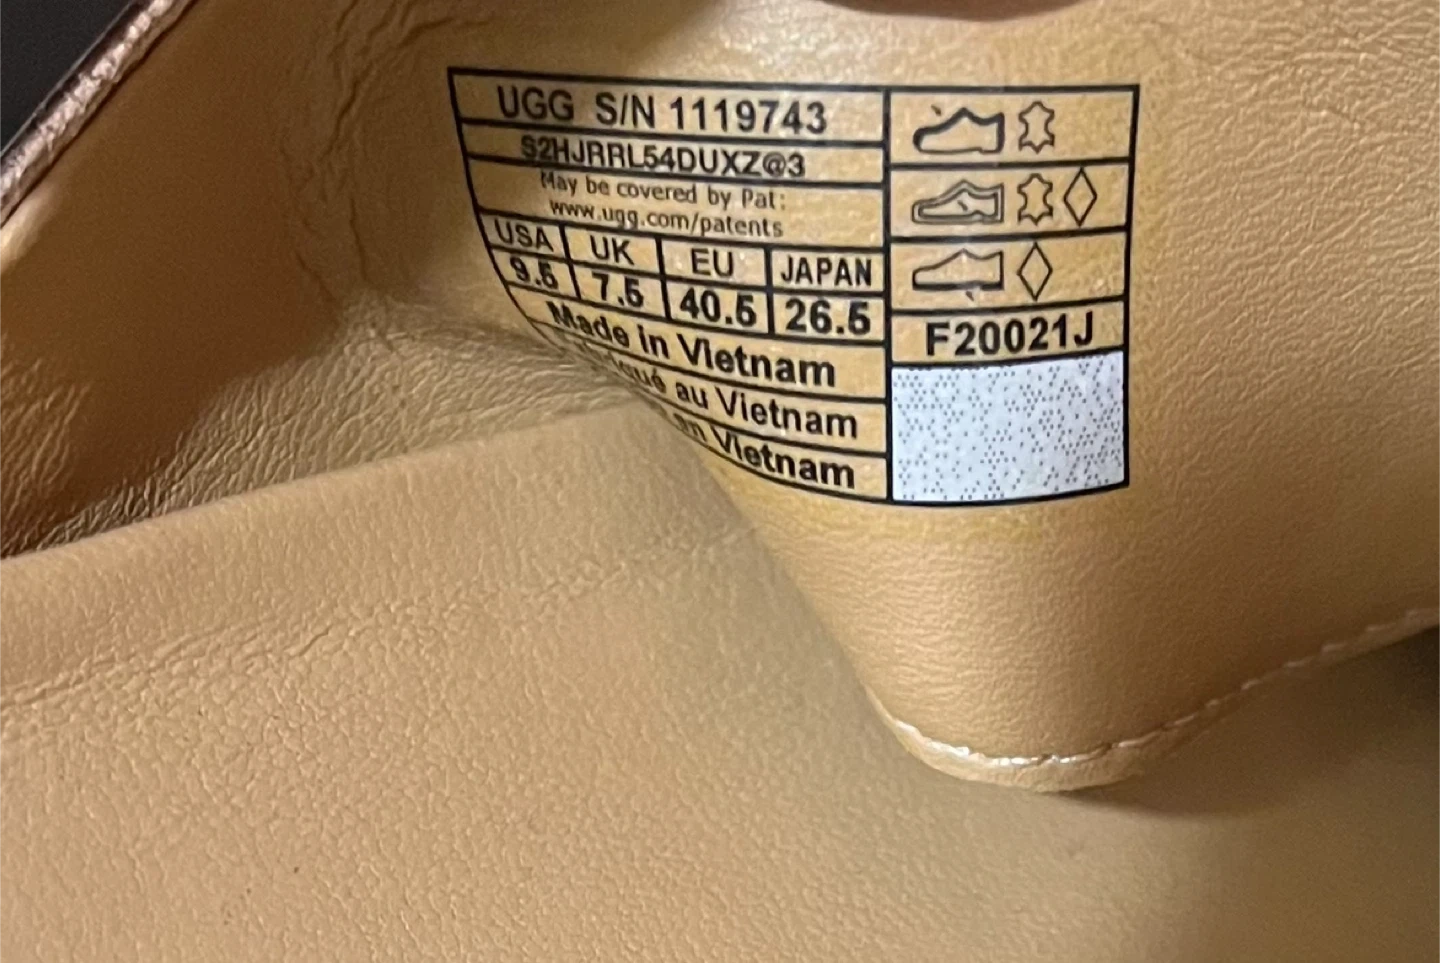 UGG S/N 1119743
S2HJRRL54DUXZ@3
May be covered by Pat:
www.ugg.com/patents
USA UK EU JAPAN
9.5 7.5 40.5 26.5
Made in Vietnam
au Vietnam
en Vietnam
F20021J